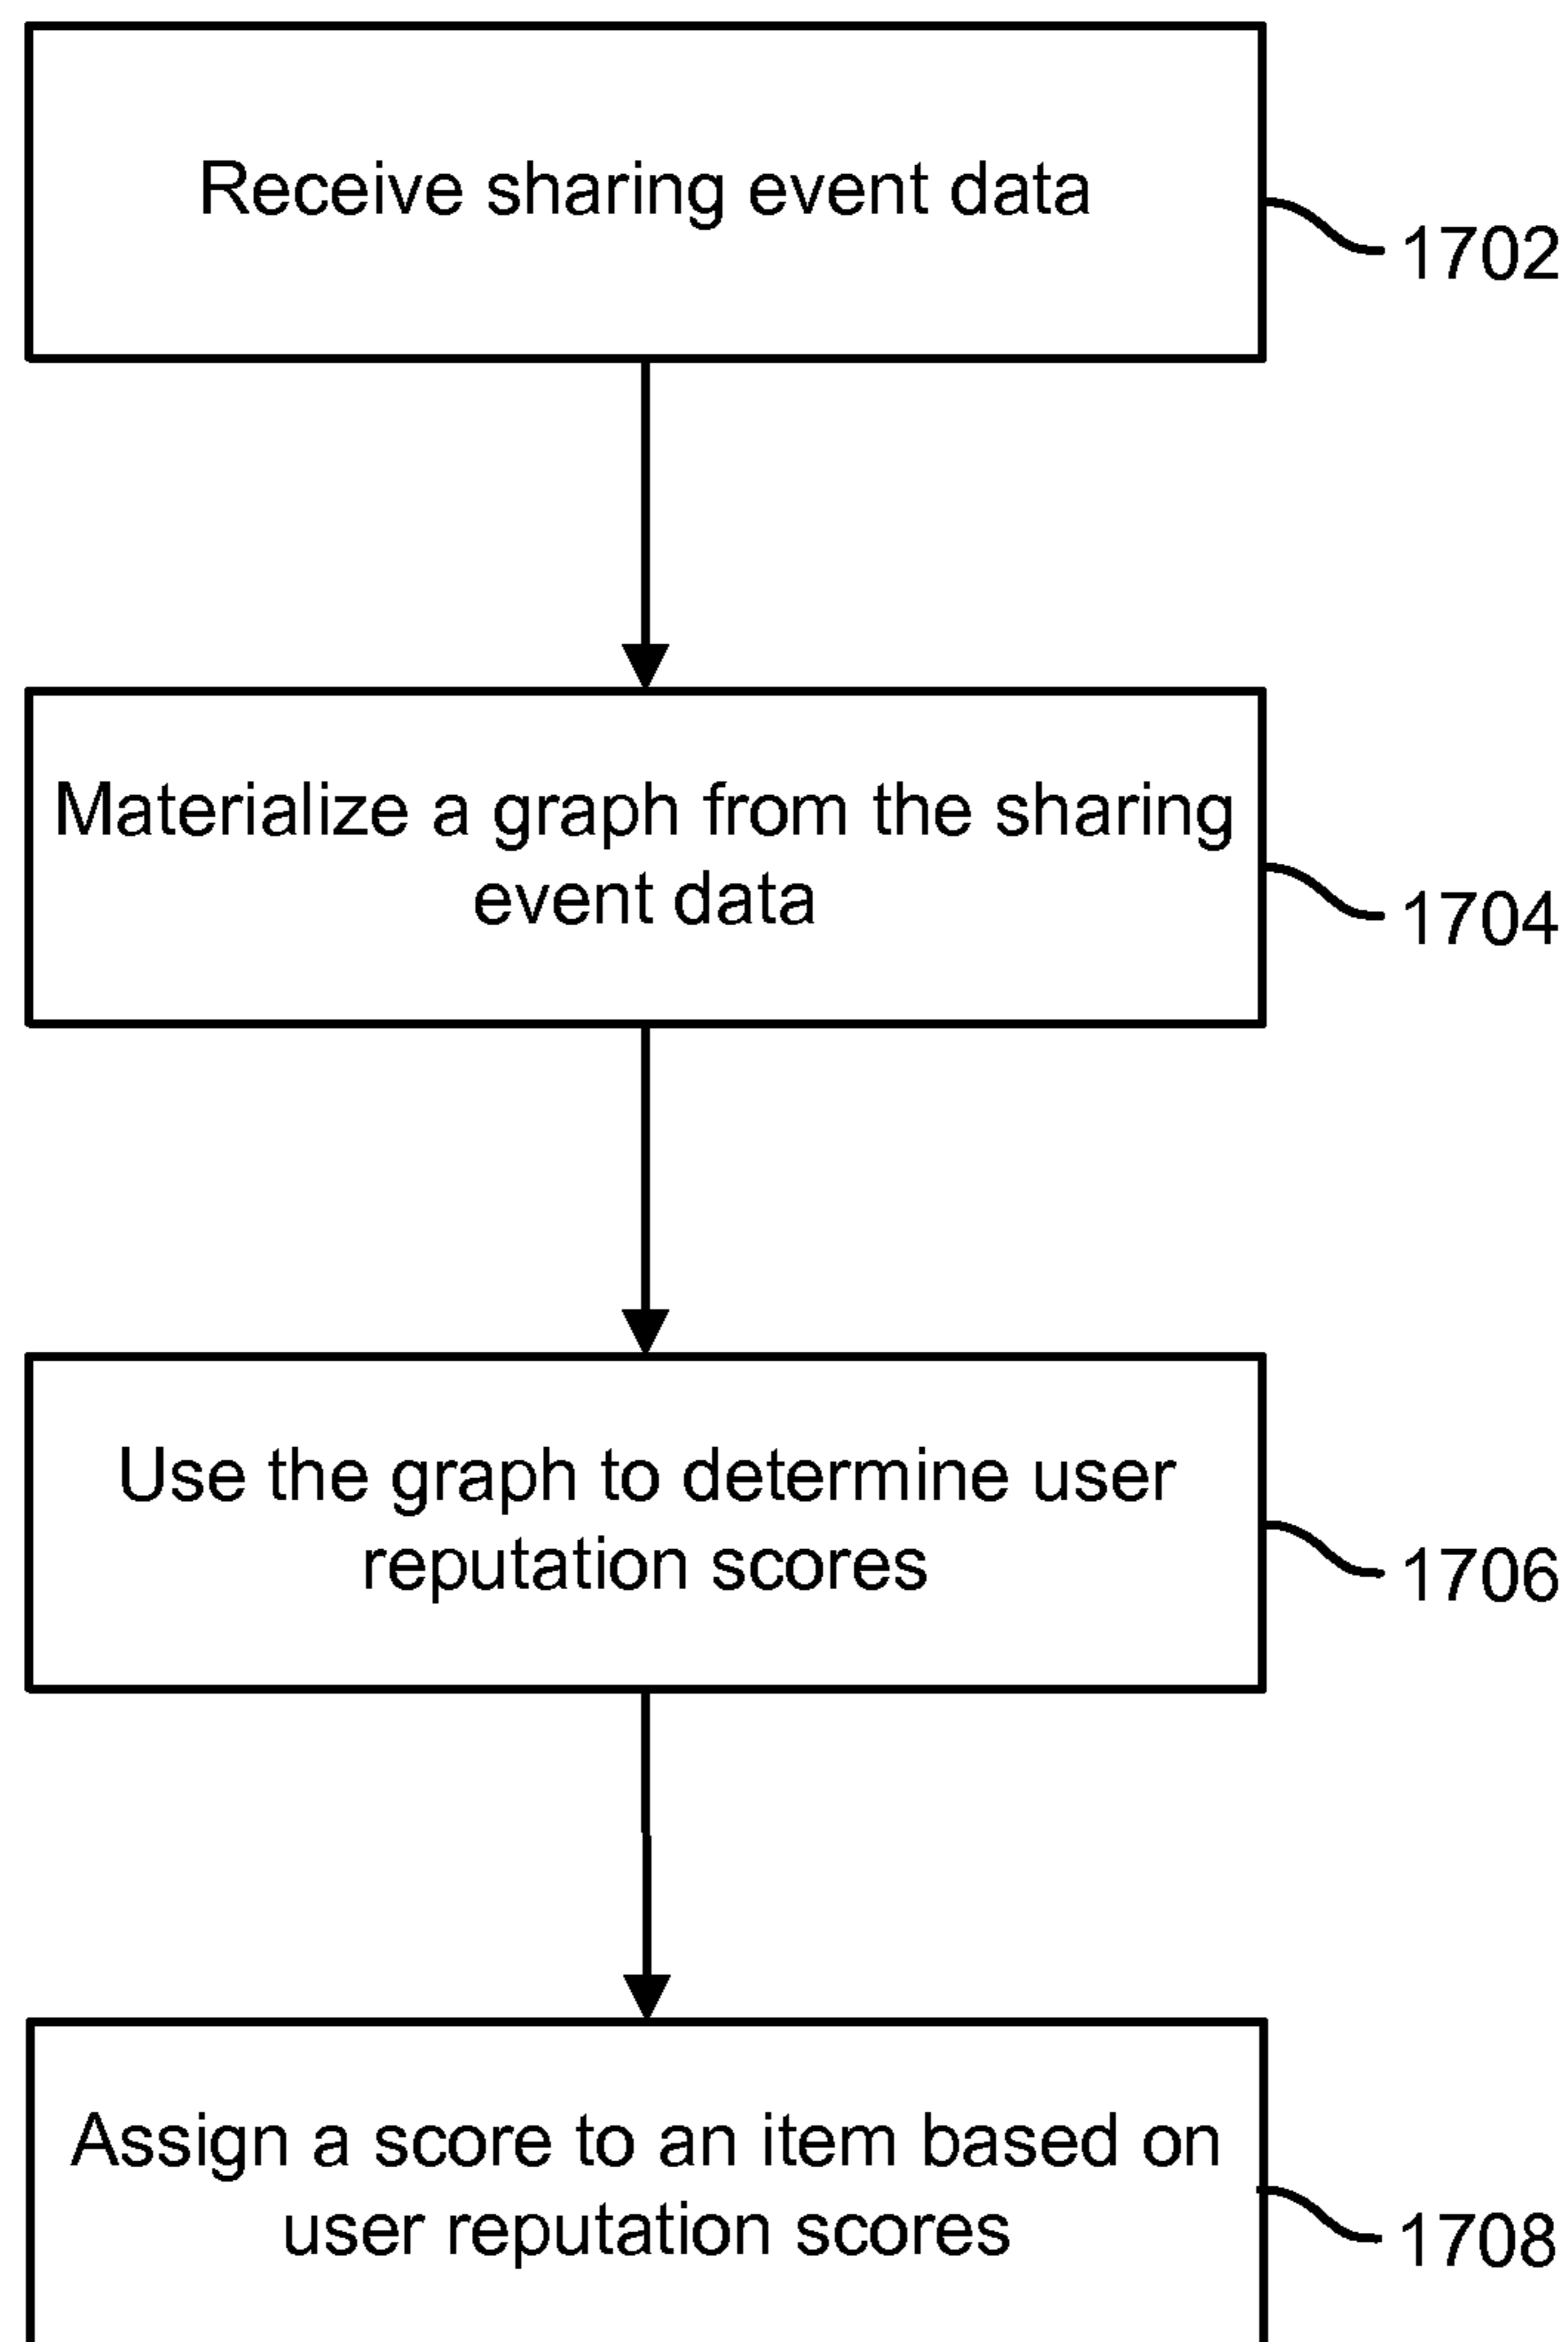 Receive sharing event data
1702
Materialize a graph from the sharing
event data
1704
Use the graph to determine user
reputation scores
1706
Assign a score to an item based on
user reputation scores
1708